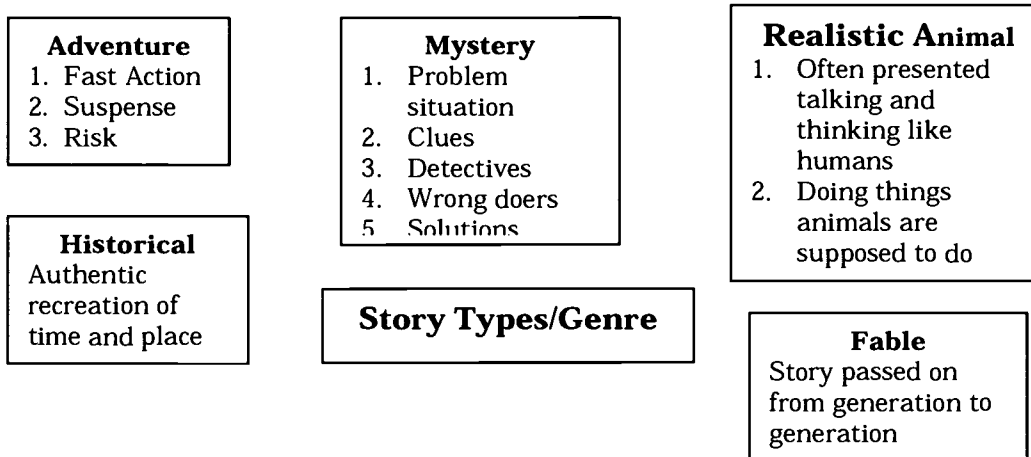 Adventure
1. Fast Action
2. Suspense
3. Risk
Mystery
1. Problem
situation
2. Clues
3. Detectives
4. Wrong doers
5 Solutions
Realistic Animal
1. Often presented
talking and
thinking like
humans
2. Doing things
animals are
supposed to do
Historical
Authentic
recreation of
time and place
Story Types/Genre
Fable
Story passed on
from generation to
generation